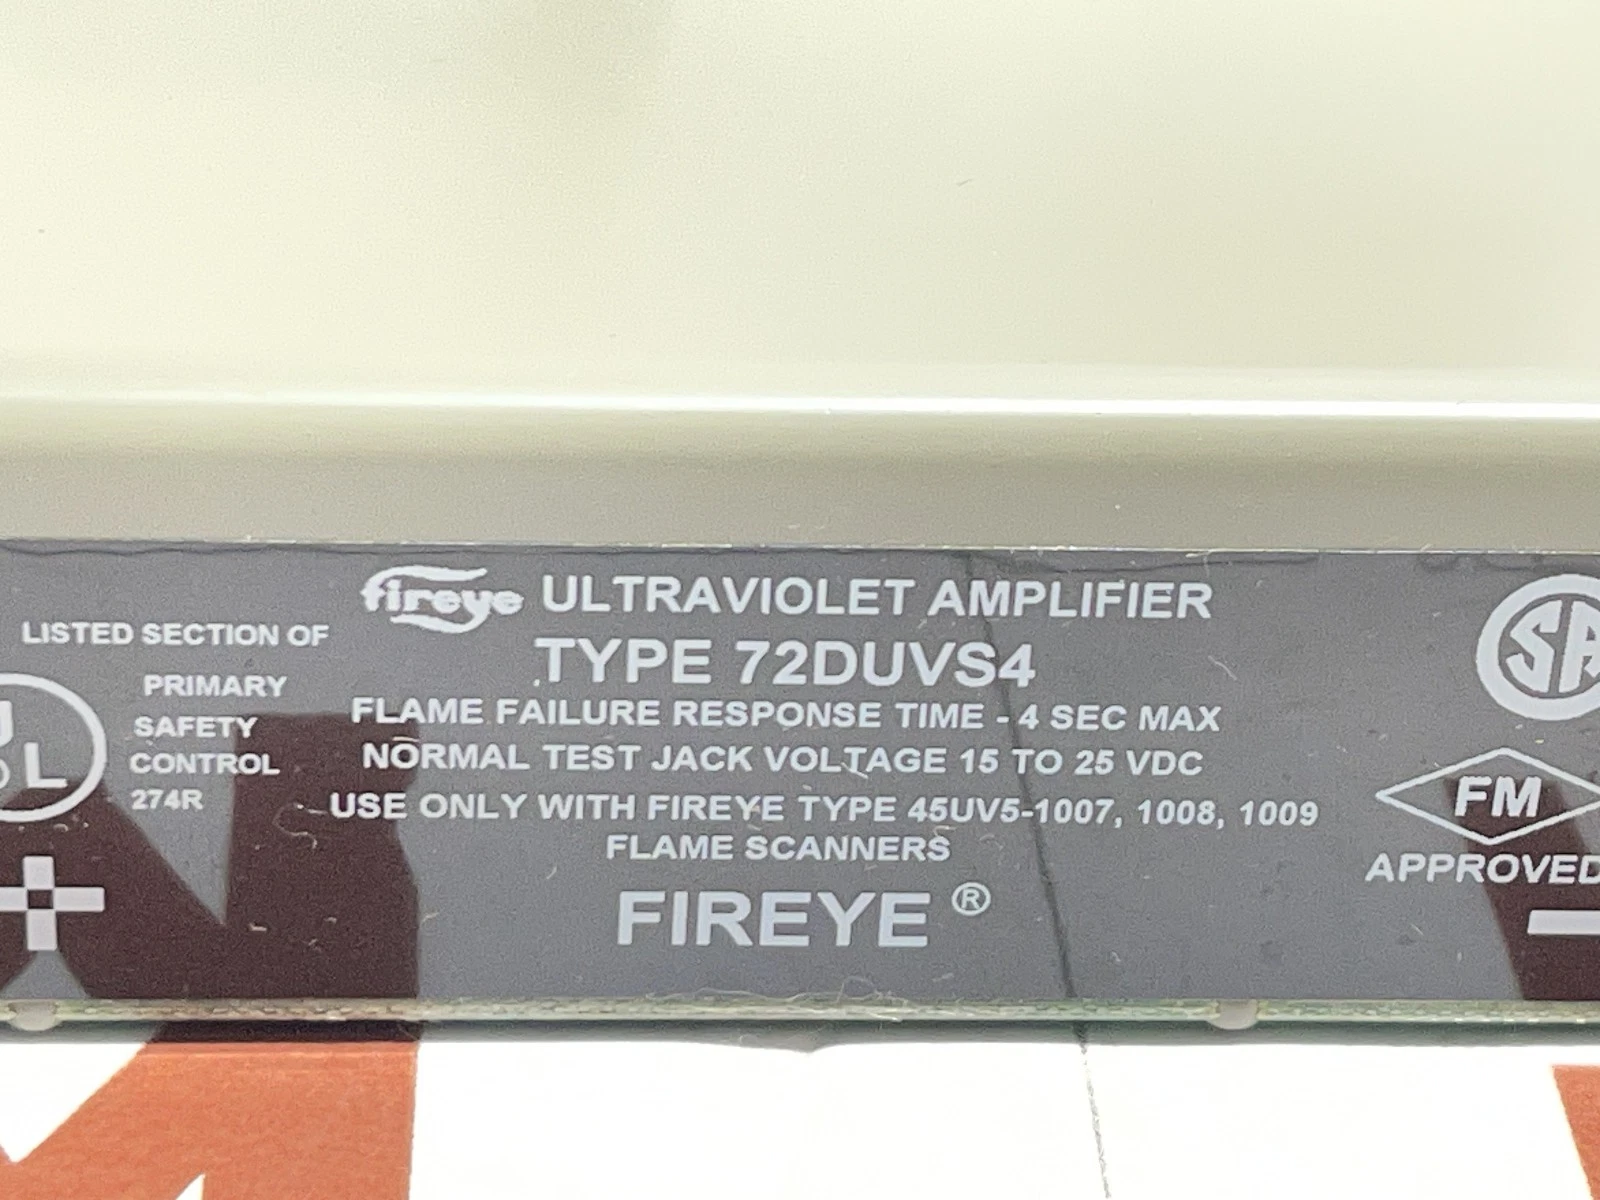 fireye ULTRAVIOLET AMPLIFIER
TYPE 72DUVS4
FLAME FAILURE RESPONSE TIME - 4 SEC MAX
NORMAL TEST JACK VOLTAGE 15 TO 25 VDC
USE ONLY WITH FIREYE TYPE 45UV5-1007, 1008, 1009
FLAME SCANNERS
FIREYE ®
LISTED SECTION OF
UL
PRIMARY
SAFETY
CONTROL
274R
SA
FM
APPROVED